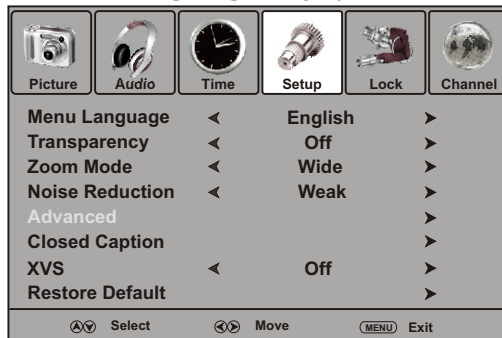 Picture Audio Time Setup Lock Channel
Menu Language English
Transparency Off
Zoom Mode Wide
Noise Reduction Weak
Advanced
Closed Caption
XVS Off
Restore Default
Select Move MENU Exit